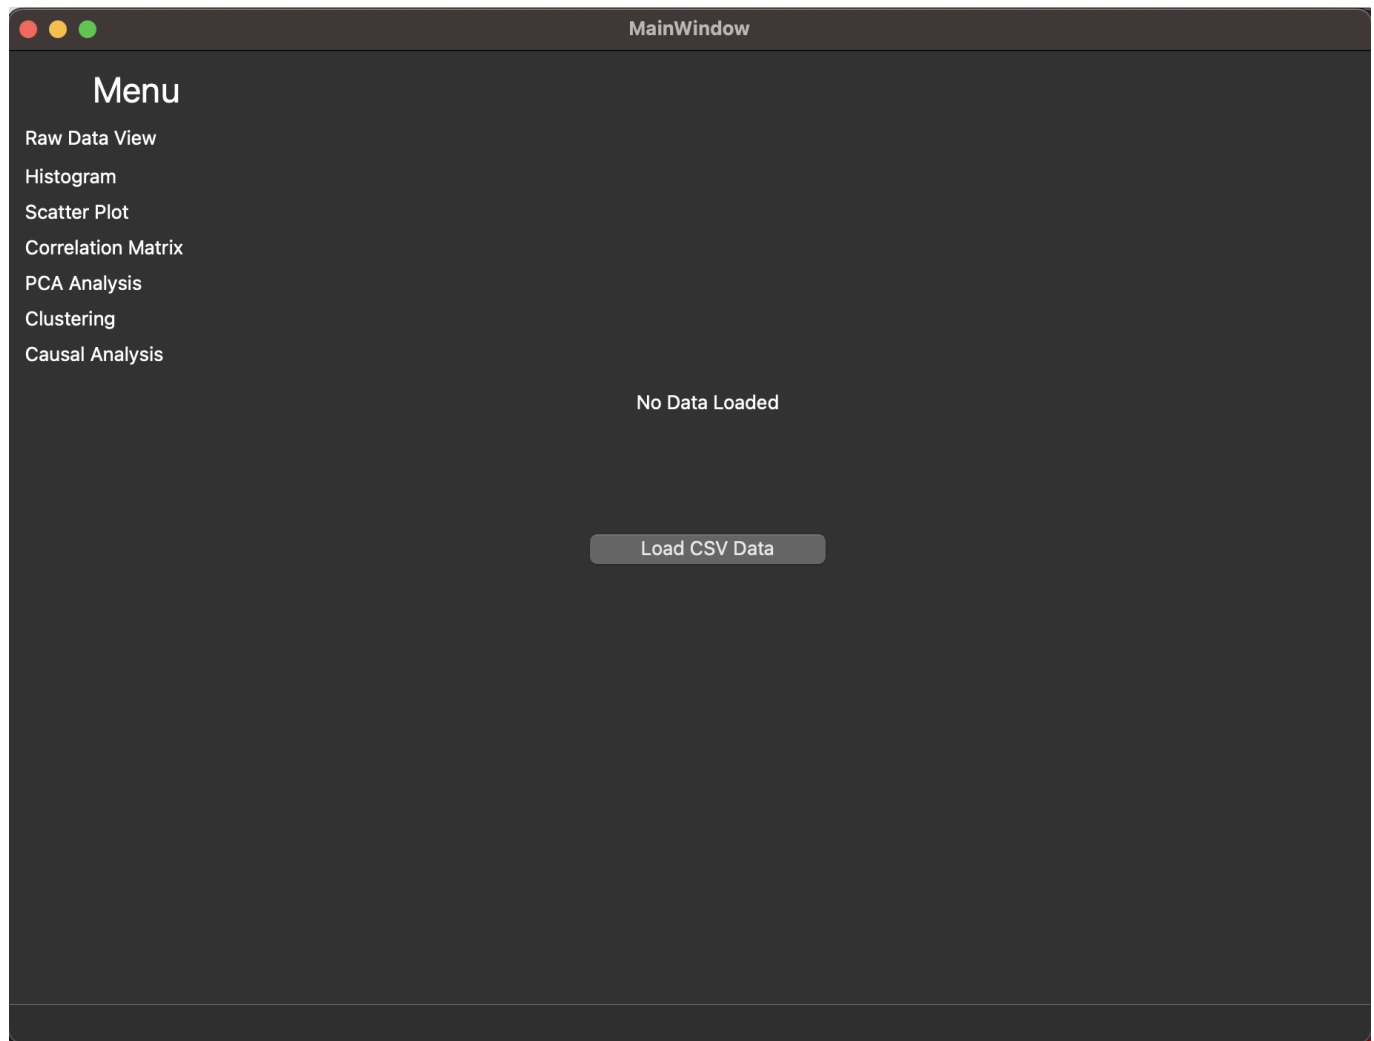 MainWindow
Menu
Raw Data View
Histogram
Scatter Plot
Correlation Matrix
PCA Analysis
Clustering
Causal Analysis
No Data Loaded
Load CSV Data